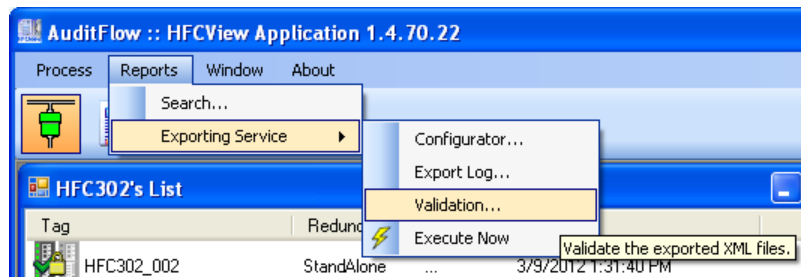 AuditFlow :: HFCView Application 1.4.70.22
Process Reports Window About
Search...
Exporting Service
Configurator...
Export Log...
Validation...
Execute Now
Validate the exported XML files.
HFC302's List
Tag
HFC302_002 StandAlone ... 3/9/2012 1:31:40 PM